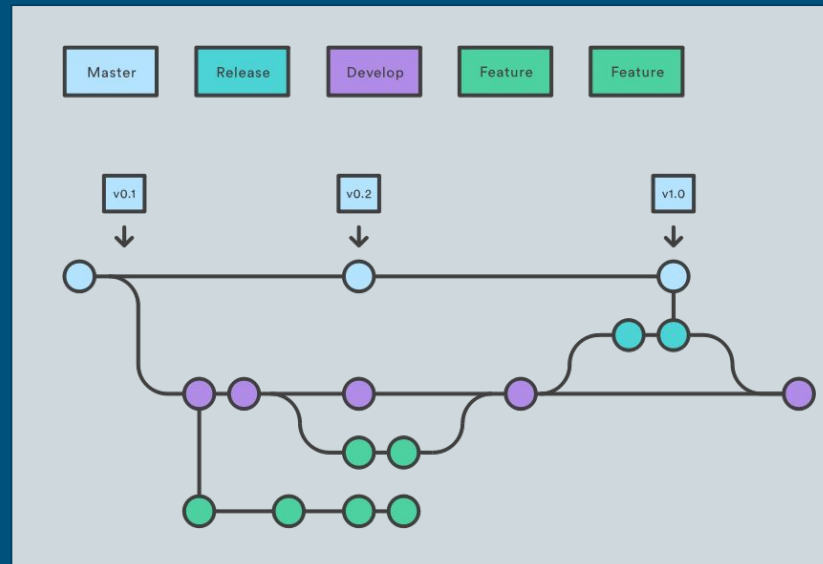 Master
Release
Develop
Feature
Feature
v0.1
v0.2
v1.0